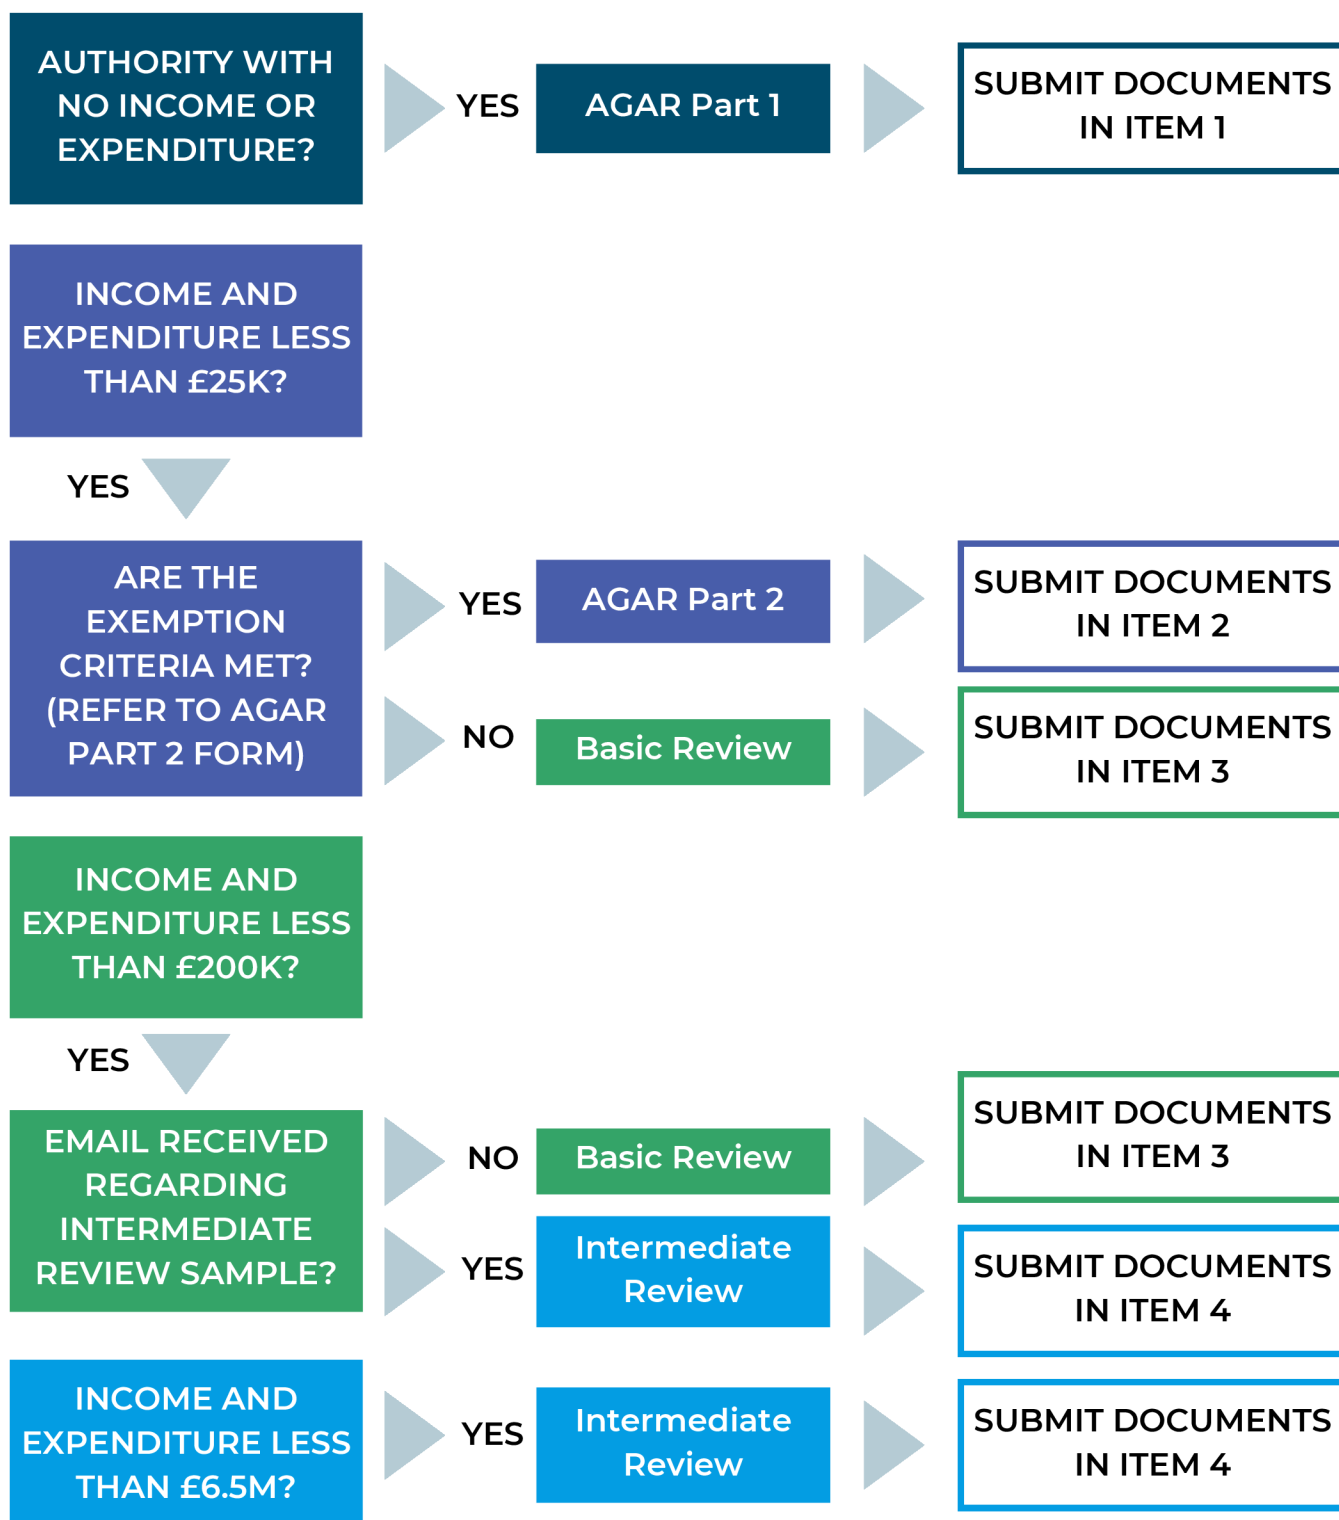 AUTHORITY WITH
NO INCOME OR
EXPENDITURE?
YES
AGAR Part 1
SUBMIT DOCUMENTS
IN ITEM 1
INCOME AND
EXPENDITURE LESS
THAN £25K?
YES
ARE THE
EXEMPTION
CRITERIA MET?
(REFER TO AGAR
PART 2 FORM)
YES
AGAR Part 2
SUBMIT DOCUMENTS
IN ITEM 2
NO
Basic Review
SUBMIT DOCUMENTS
IN ITEM 3
INCOME AND
EXPENDITURE LESS
THAN £200K?
YES
EMAIL RECEIVED
REGARDING
INTERMEDIATE
REVIEW SAMPLE?
NO
Basic Review
SUBMIT DOCUMENTS
IN ITEM 3
YES
Intermediate
Review
SUBMIT DOCUMENTS
IN ITEM 4
INCOME AND
EXPENDITURE LESS
THAN £6.5M?
YES
Intermediate
Review
SUBMIT DOCUMENTS
IN ITEM 4